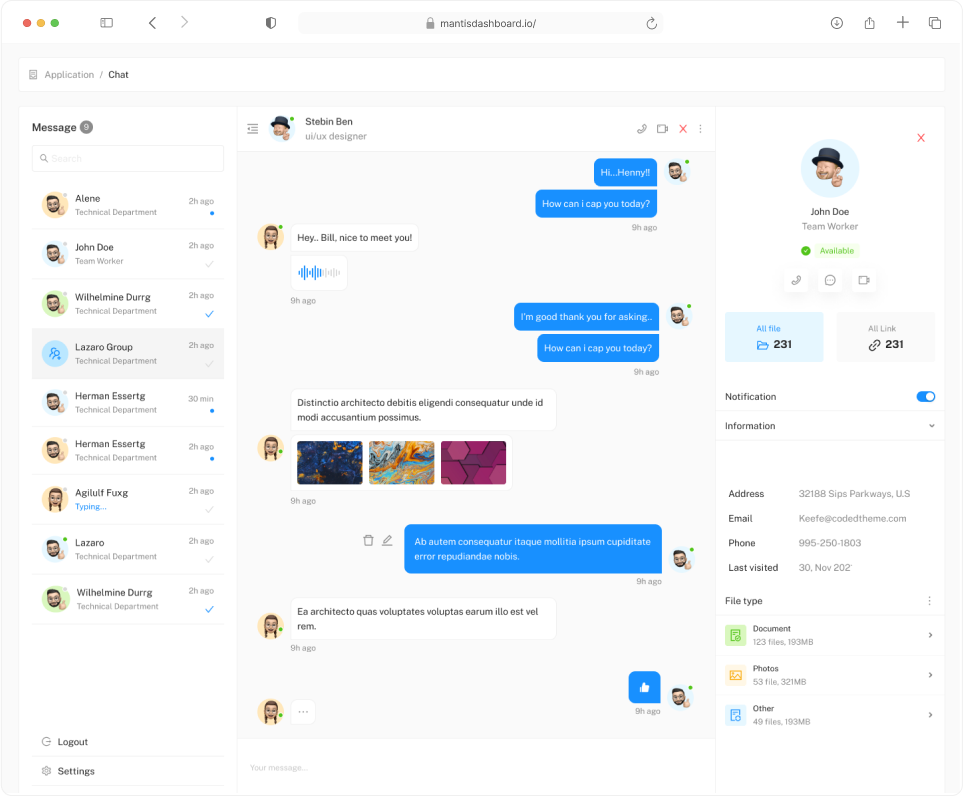 mantisdashboard.io/
Application / Chat
Message 9
Search
Alene
2h ago
Technical Department
John Doe
2h ago
Team Worker
Wilhelmine Durrg
2h ago
Technical Department
Lazaro Group
2h ago
Technical Department
Herman Essertg
30 min
Technical Department
Herman Essertg
2h ago
Technical Department
Agilulf Fuxg
2h ago
Typing...
Lazaro
2h ago
Technical Department
Wilhelmine Durrg
2h ago
Technical Department
Logout
Settings
Stebin Ben
ui/ux designer
Hi...Henny!!
How can i cap you today?
9h ago
Hey.. Bill, nice to meet you!
9h ago
I'm good thank you for asking..
How can i cap you today?
9h ago
Distinctio architecto debitis eligendi consequatur unde id
modi accusantium possimus.
9h ago
Ab autem consequatur itaque mollitia ipsum cupiditate
error repudiandae nobis.
9h ago
Ea architecto quas voluptates voluptas earum illo est vel
rem.
9h ago
9h ago
...
Your message...
John Doe
Team Worker
Available
All file
231
All Link
231
Notification
Information
Address 32188 Sips Parkways, U.S
Email Keefe@codedtheme.com
Phone 995-250-1803
Last visited 30, Nov 202
File type
Document
123 files, 193MB
Photos
53 file, 321MB
Other
49 files, 193MB